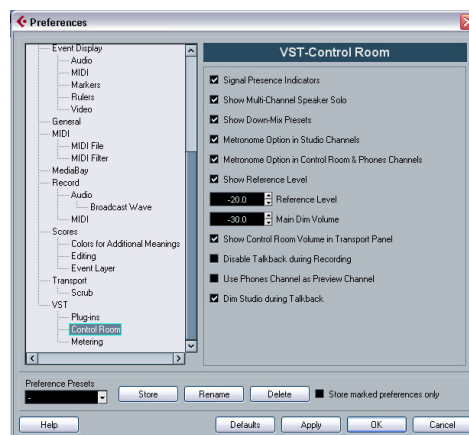 Preferences
Event Display
Audio
MIDI
Markers
Rulers
Video
General
MIDI
MIDI File
MIDI Filter
MediaBay
Record
Audio
Broadcast Wave
MIDI
Scores
Colors for Additional Meanings
Editing
Event Layer
Transport
Scrub
VST
Plug-ins
Control Room
Metering
VST-Control Room
Signal Presence Indicators
Show Multi-Channel Speaker Solo
Show Down-Mix Presets
Metronome Option in Studio Channels
Metronome Option in Control Room & Phones Channels
Show Reference Level
-20.0 Reference Level
-30.0 Main Dim Volume
Show Control Room Volume in Transport Panel
Disable Talkback during Recording
Use Phones Channel as Preview Channel
Dim Studio during Talkback
Preference Presets
- Store Rename Delete Store marked preferences only
Help Defaults Apply OK Cancel